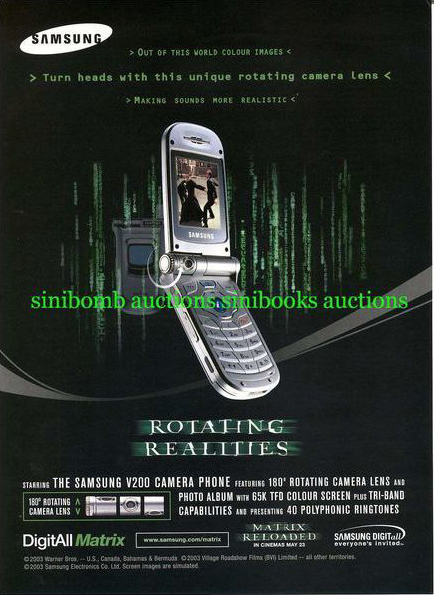 SAMSUNG
> OUT OF THIS WORLD COLOUR IMAGES <
> Turn heads with this unique rotating camera lens <
> MAKING SOUNDS MORE REALISTIC <
SAMSUNG
sinibomb auctions sinibooks auctions
ROTATING
REALITIES
STARRING THE SAMSUNG V200 CAMERA PHONE FEATURING 180° ROTATING CAMERA LENS AND
PHOTO ALBUM WITH 65K TFD COLOUR SCREEN PLUS TRI-BAND
CAPABILITIES AND PRESENTING 40 POLYPHONIC RINGTONES
180° ROTATING
CAMERA LENS
DigitAll Matrix
www.samsung.com/matrix
MATRIX
RELOADED
IN CINEMAS MAY 23
SAMSUNG DIGITall
everyone's invited™
©2003 Warner Bros. -- U.S., Canada, Bahamas & Bermuda ©2003 Village Roadshow Films (BVI) Limited -- all other territories.
©2003 Samsung Electronics Co. Ltd. Screen images are simulated.